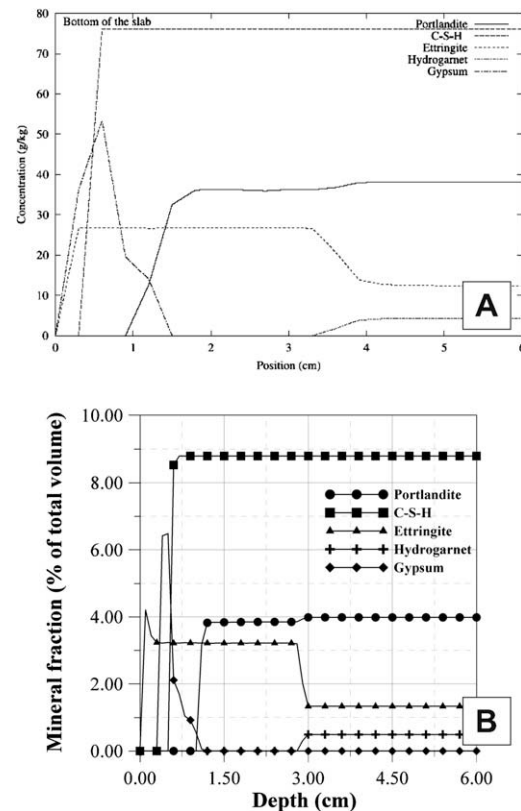 80
Bottom of the slab
Portlandite
C-S-H
Ettringite
Hydrogarnet
Gypsum
70
60
50
40
30
20
10
0
Concentration (g/kg)
0 1 2 3 4 5 6
Position (cm)
A
10.00
8.00
6.00
4.00
2.00
0.00
Mineral fraction (% of total volume)
Portlandite
C-S-H
Ettringite
Hydrogarnet
Gypsum
0.00 1.50 3.00 4.50 6.00
Depth (cm)
B